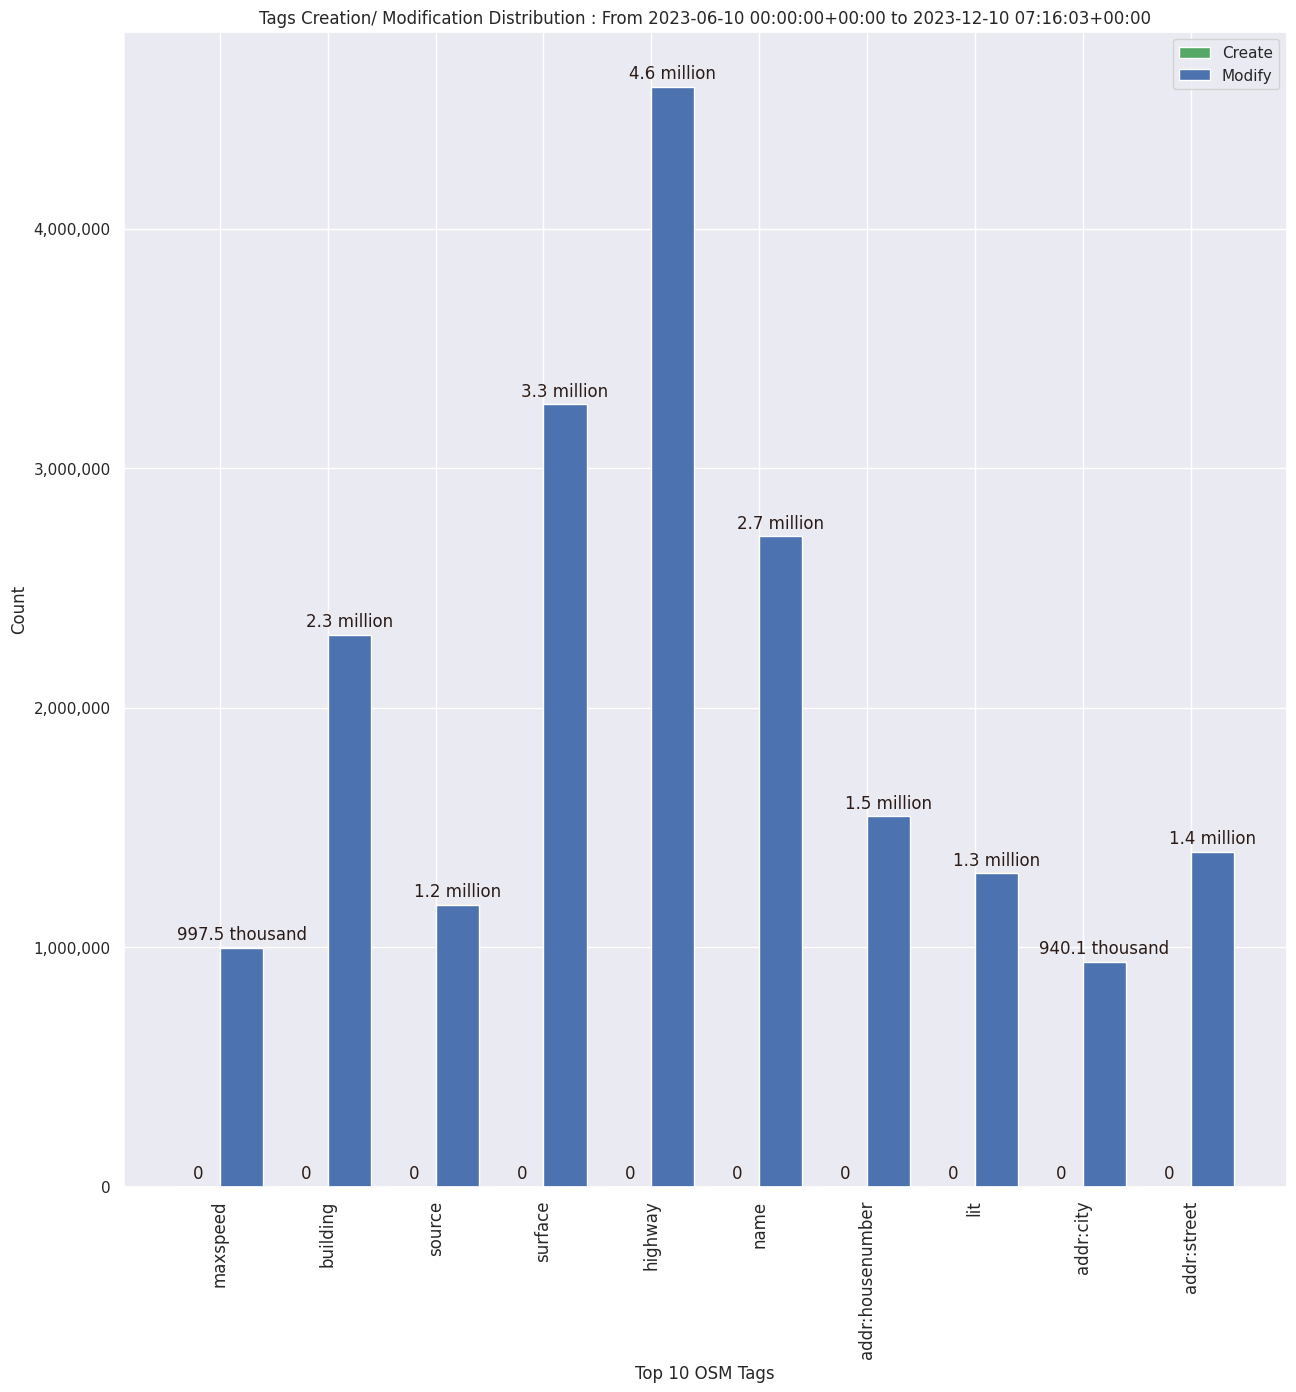 Tags Creation/ Modification Distribution : From 2023-06-10 00:00:00+00:00 to 2023-12-10 07:16:03+00:00
Create
Modify
4.6 million
3.3 million
2.7 million
2.3 million
1.5 million
1.4 million
1.3 million
1.2 million
997.5 thousand
940.1 thousand
0 0 0 0 0 0 0 0 0 0
4,000,000
3,000,000
2,000,000
1,000,000
0
Count
maxspeed
building
source
surface
highway
name
addr:housenumber
lit
addr:city
addr:street
Top 10 OSM Tags